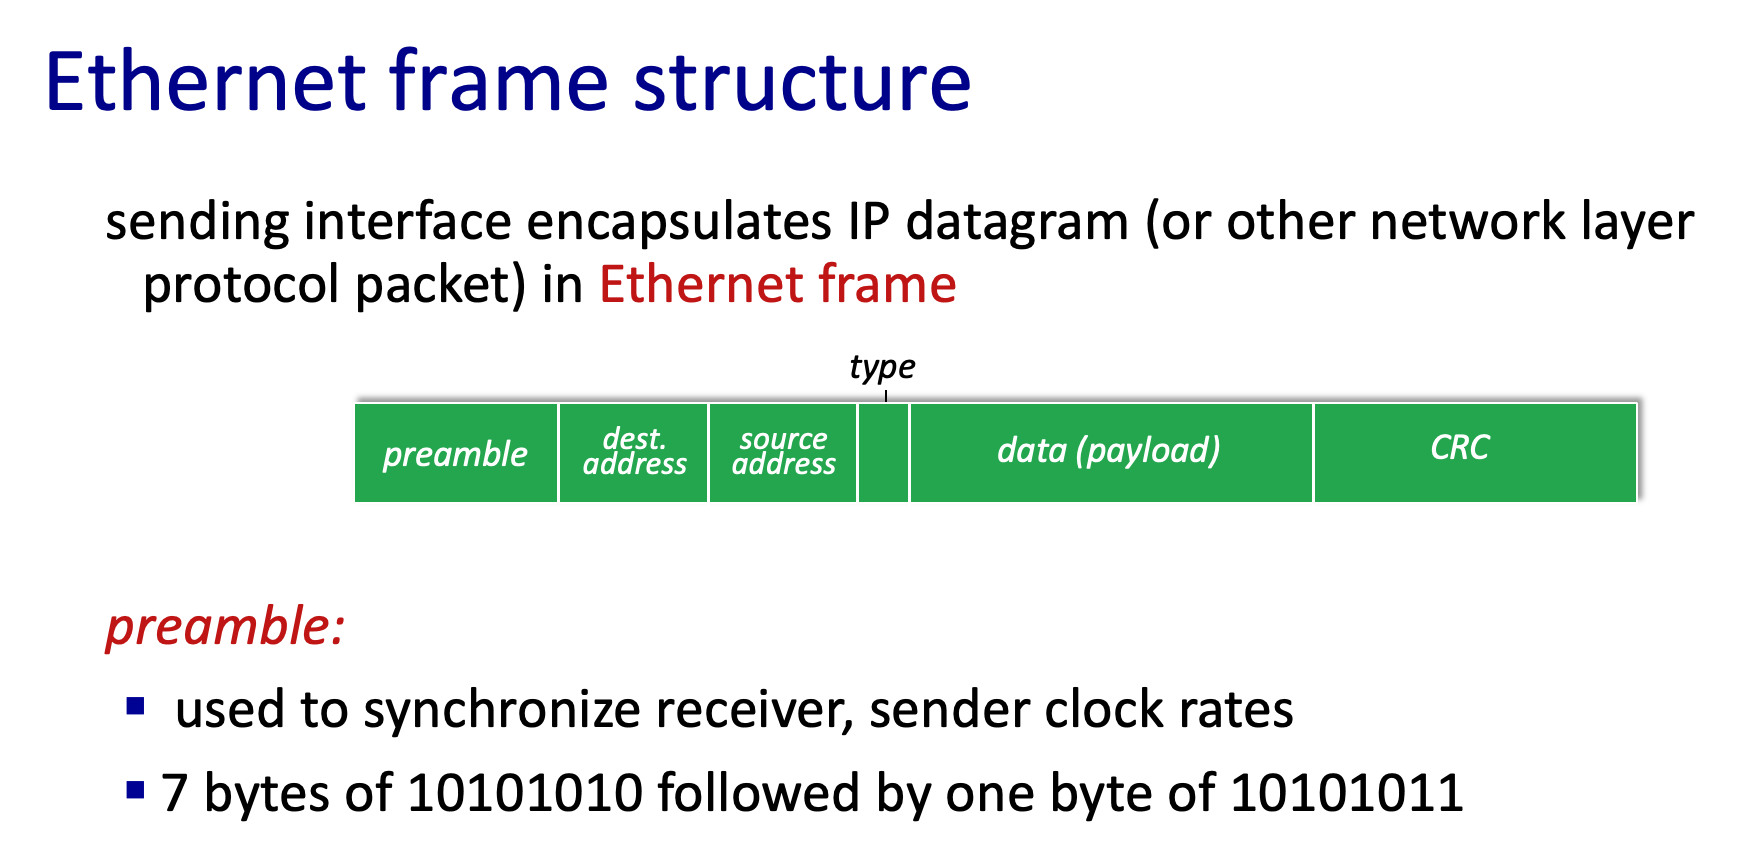 Ethernet frame structure
sending interface encapsulates IP datagram (or other network layer
protocol packet) in Ethernet frame
type
preamble
dest.
address
source
address
data (payload)
CRC
preamble:
▪ used to synchronize receiver, sender clock rates
▪ 7 bytes of 10101010 followed by one byte of 10101011